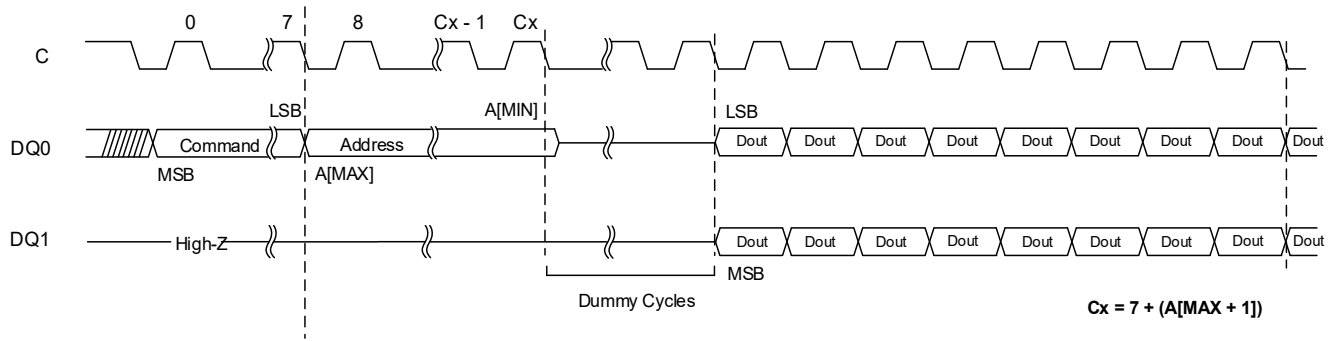 0 7 8 Cx - 1 Cx
C
LSB A[MIN] LSB
DQ0 Command Address Dout Dout Dout Dout Dout Dout Dout Dout Dout
MSB A[MAX]
DQ1 High-Z Dout Dout Dout Dout Dout Dout Dout Dout Dout
MSB
Dummy Cycles
Cx = 7 + (A[MAX + 1])